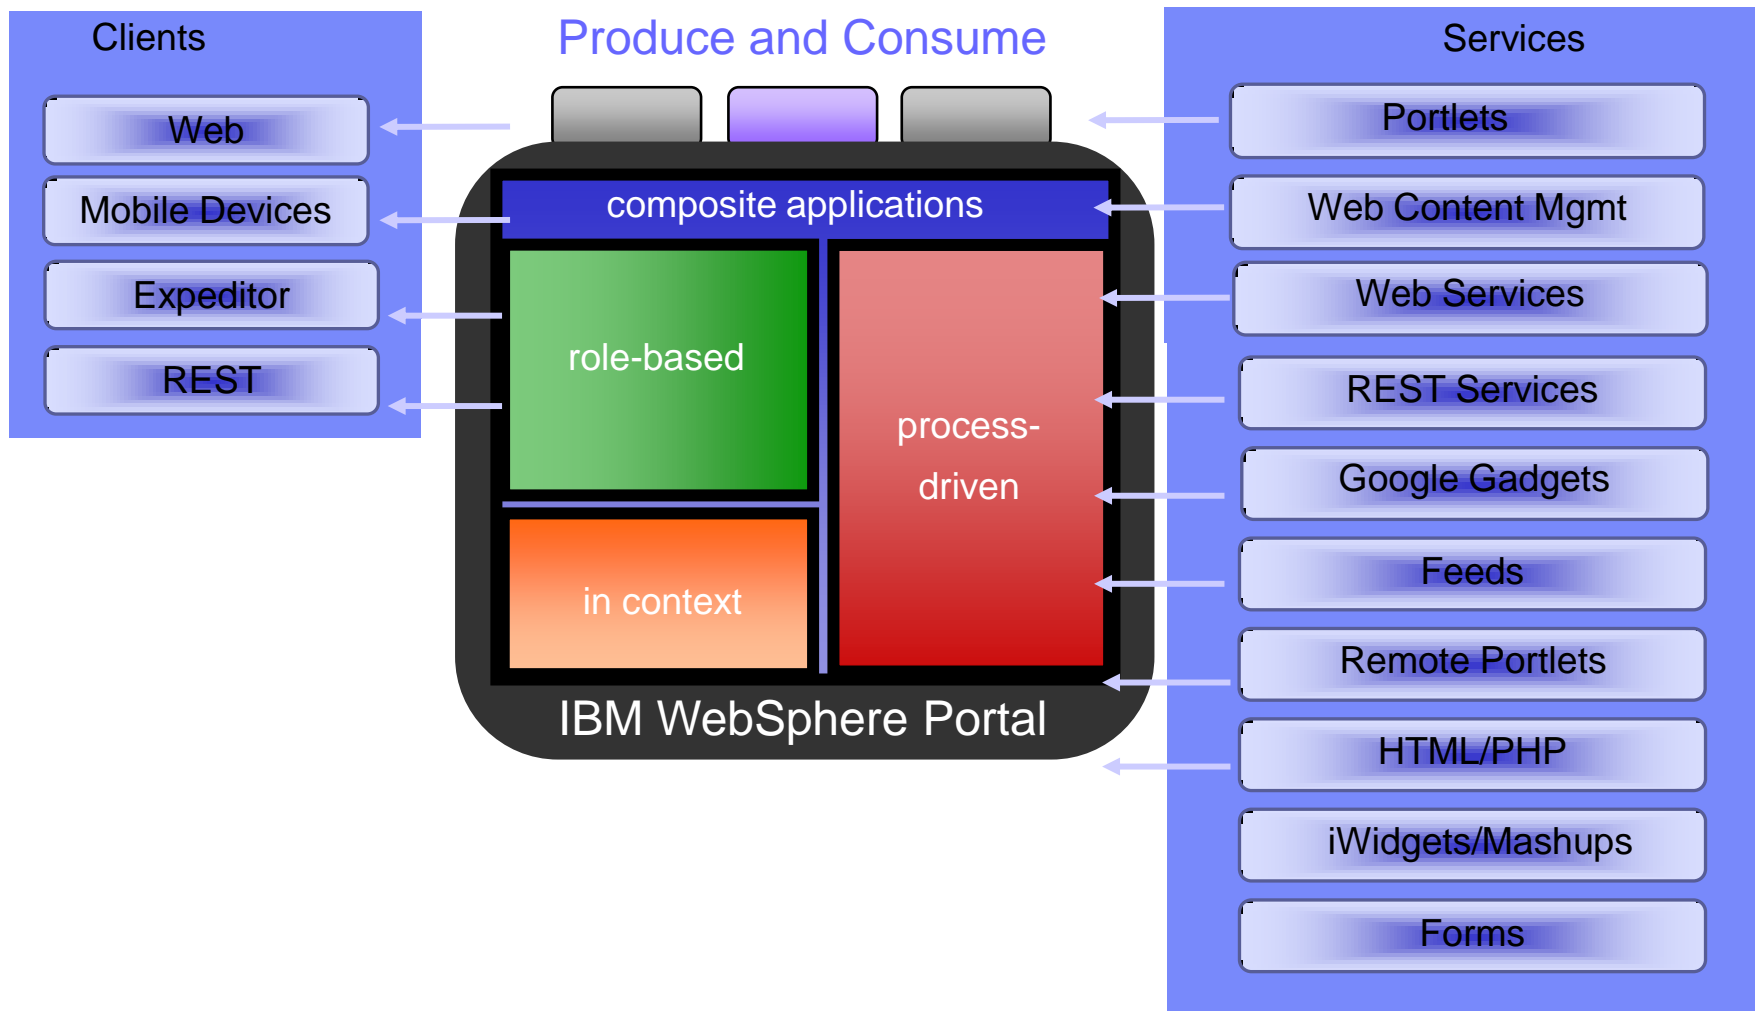 Clients
Web
Mobile Devices
Expeditor
REST
Produce and Consume
composite applications
role-based
process-
driven
in context
IBM WebSphere Portal
Services
Portlets
Web Content Mgmt
Web Services
REST Services
Google Gadgets
Feeds
Remote Portlets
HTML/PHP
iWidgets/Mashups
Forms